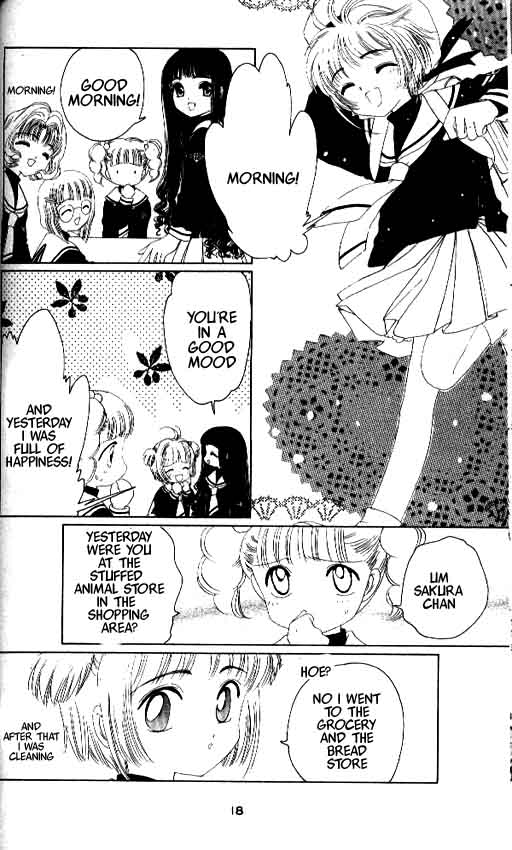 MORNING!
GOOD
MORNING!
MORNING!
YOU'RE
IN A
GOOD
MOOD
AND
YESTERDAY
I WAS
FULL OF
HAPPINESS!
UM
SAKURA
CHAN
YESTERDAY
WERE YOU
AT THE
STUFFED
ANIMAL STORE
IN THE
SHOPPING
AREA?
HOE?
NO I WENT
TO THE
GROCERY
AND THE
BREAD
STORE
AND
AFTER THAT
I WAS
CLEANING
18